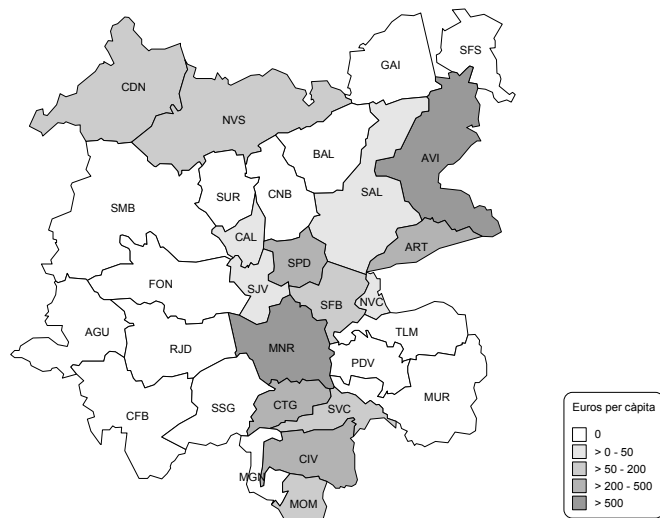 SFS
GAI
CDN
NVS
BAL
AVI
SUR
CNB
SAL
SMB
CAL
ART
SPD
FON
SJV
SFB
NVC
AGU
TLM
RJD
MNR
PDV
CFB
SSG
CTG
SVC
MUR
CIV
MGN
MOM
Euros per càpita
0
> 0 - 50
> 50 - 200
> 200 - 500
> 500